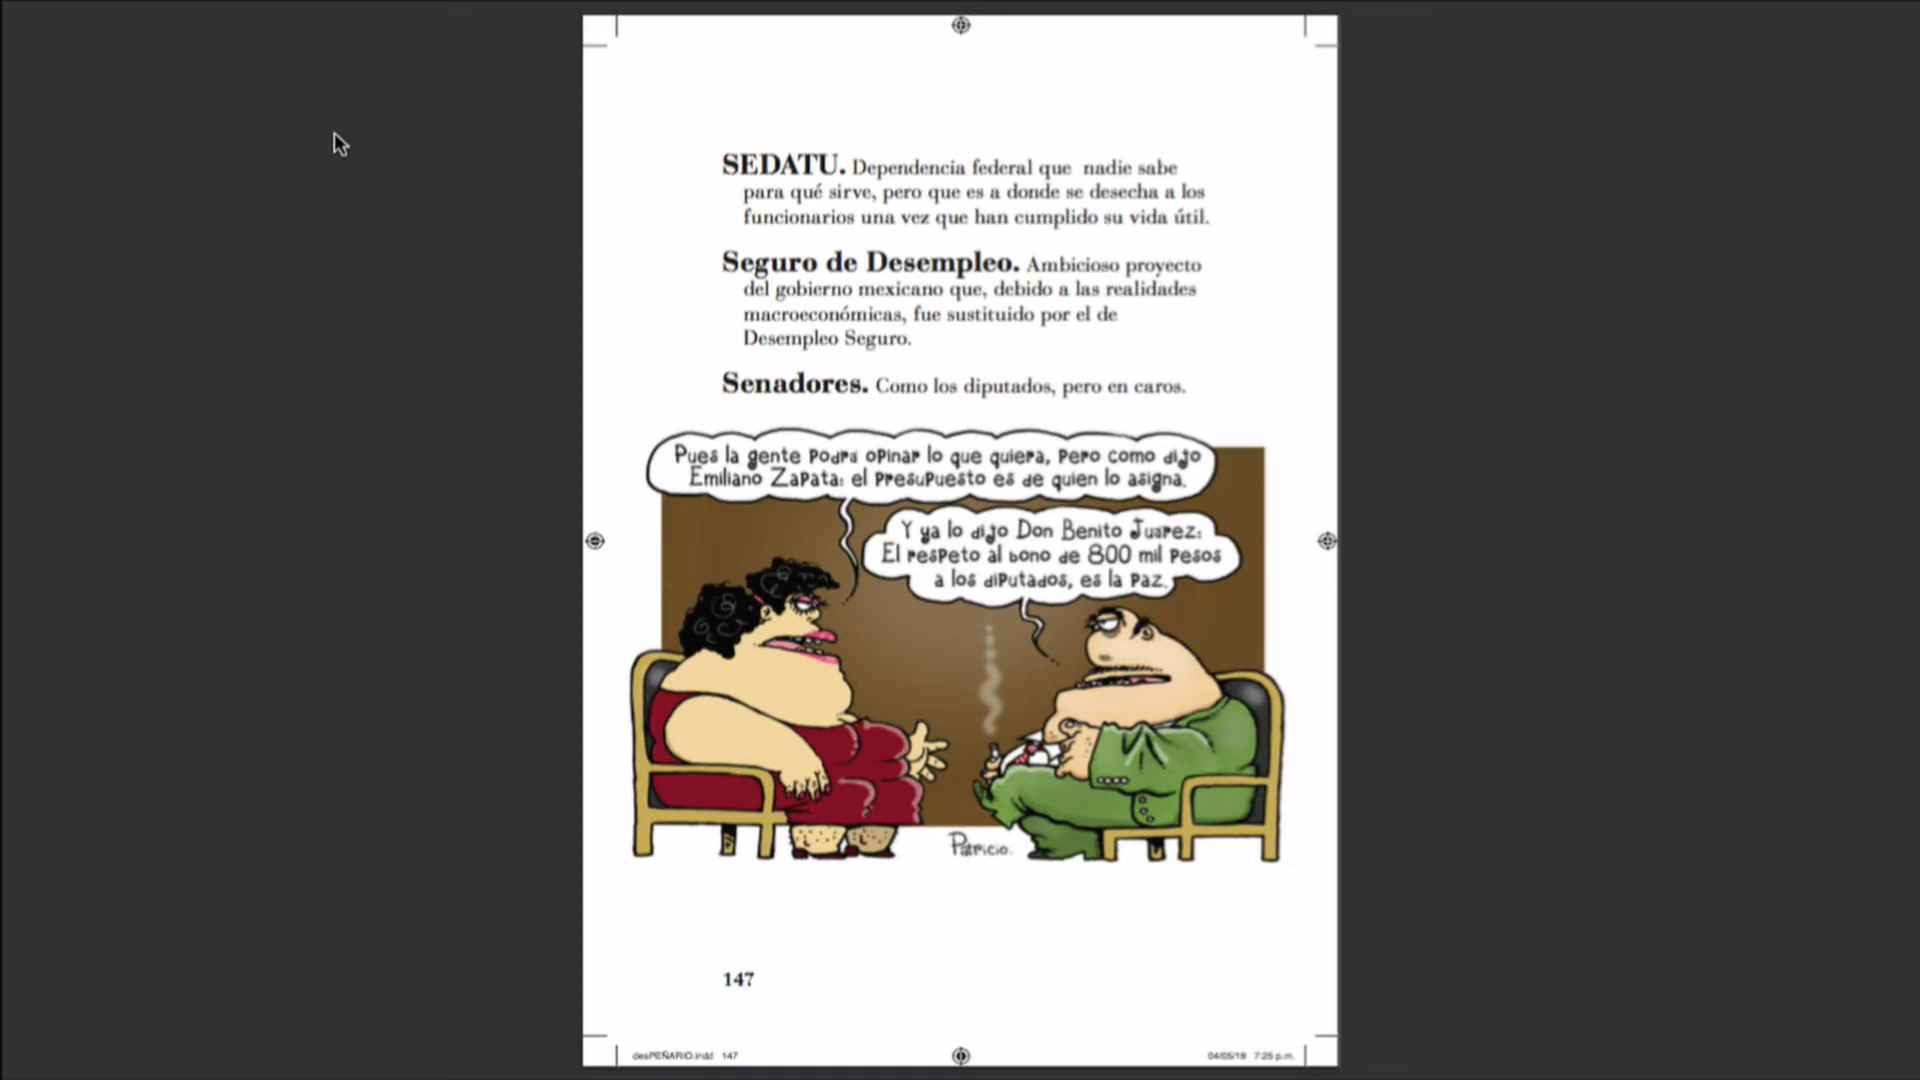 SEDATU. Dependencia federal que nadie sabe
para qué sirve, pero que es a donde se desecha a los
funcionarios una vez que han cumplido su vida útil.
Seguro de Desempleo. Ambicioso proyecto
del gobierno mexicano que, debido a las realidades
macroeconómicas, fue sustituido por el de
Desempleo Seguro.
Senadores. Como los diputados, pero en caros.
Pues la gente podrá opinar lo que quiera, pero como dijo
Emiliano Zapata: el presupuesto es de quien lo asigna.
Y ya lo dijo Don Benito Juarez:
El respeto al bono de 800 mil pesos
a los diputados, es la paz.
Patricio.
147
desPEÑARIO.indd 147
04/05/18 7:25 p.m.